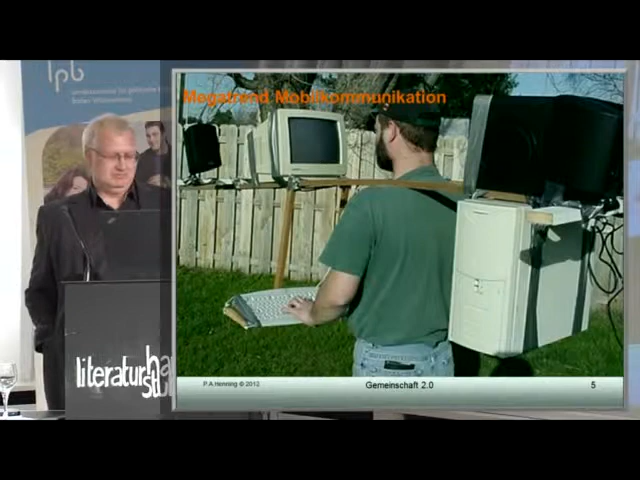 lpb
Megatrend Mobilkommunikation
literatur
P.A.Henning © 2012
Gemeinschaft 2.0
5